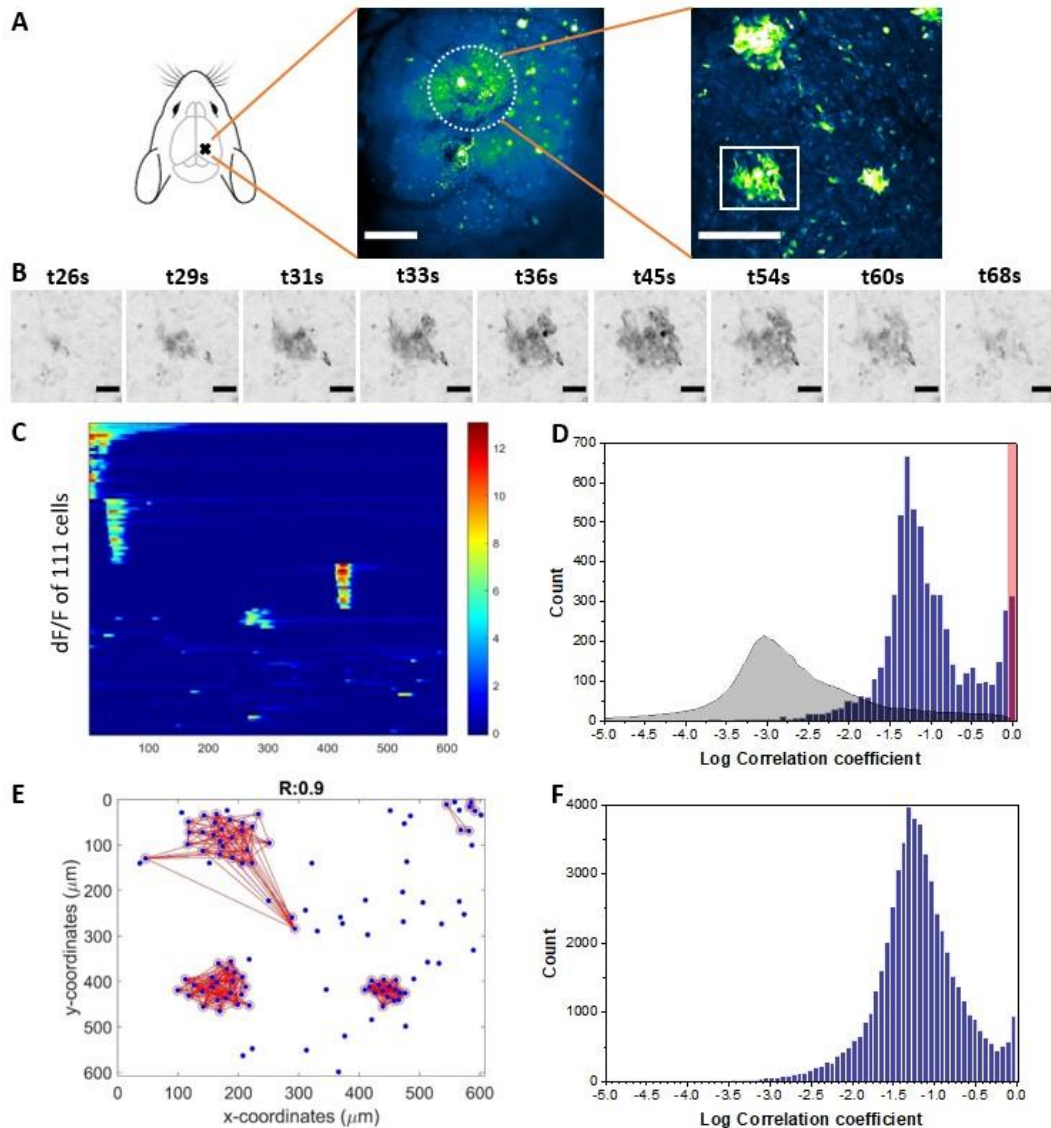 A
B
t26s t29s t31s t33s t36s t45s t54s t60s t68s
C
dF/F of 111 cells
12
10
8
6
4
2
0
100 200 300 400 500 600
D
Count
700
600
500
400
300
200
100
0
-5.0 -4.5 -4.0 -3.5 -3.0 -2.5 -2.0 -1.5 -1.0 -0.5 0.0
Log Correlation coefficient
E
R:0.9
y-coordinates (μm)
0
100
200
300
400
500
600
0 100 200 300 400 500 600
x-coordinates (μm)
F
Count
4000
3000
2000
1000
0
-5.0 -4.5 -4.0 -3.5 -3.0 -2.5 -2.0 -1.5 -1.0 -0.5 0.0
Log Correlation coefficient